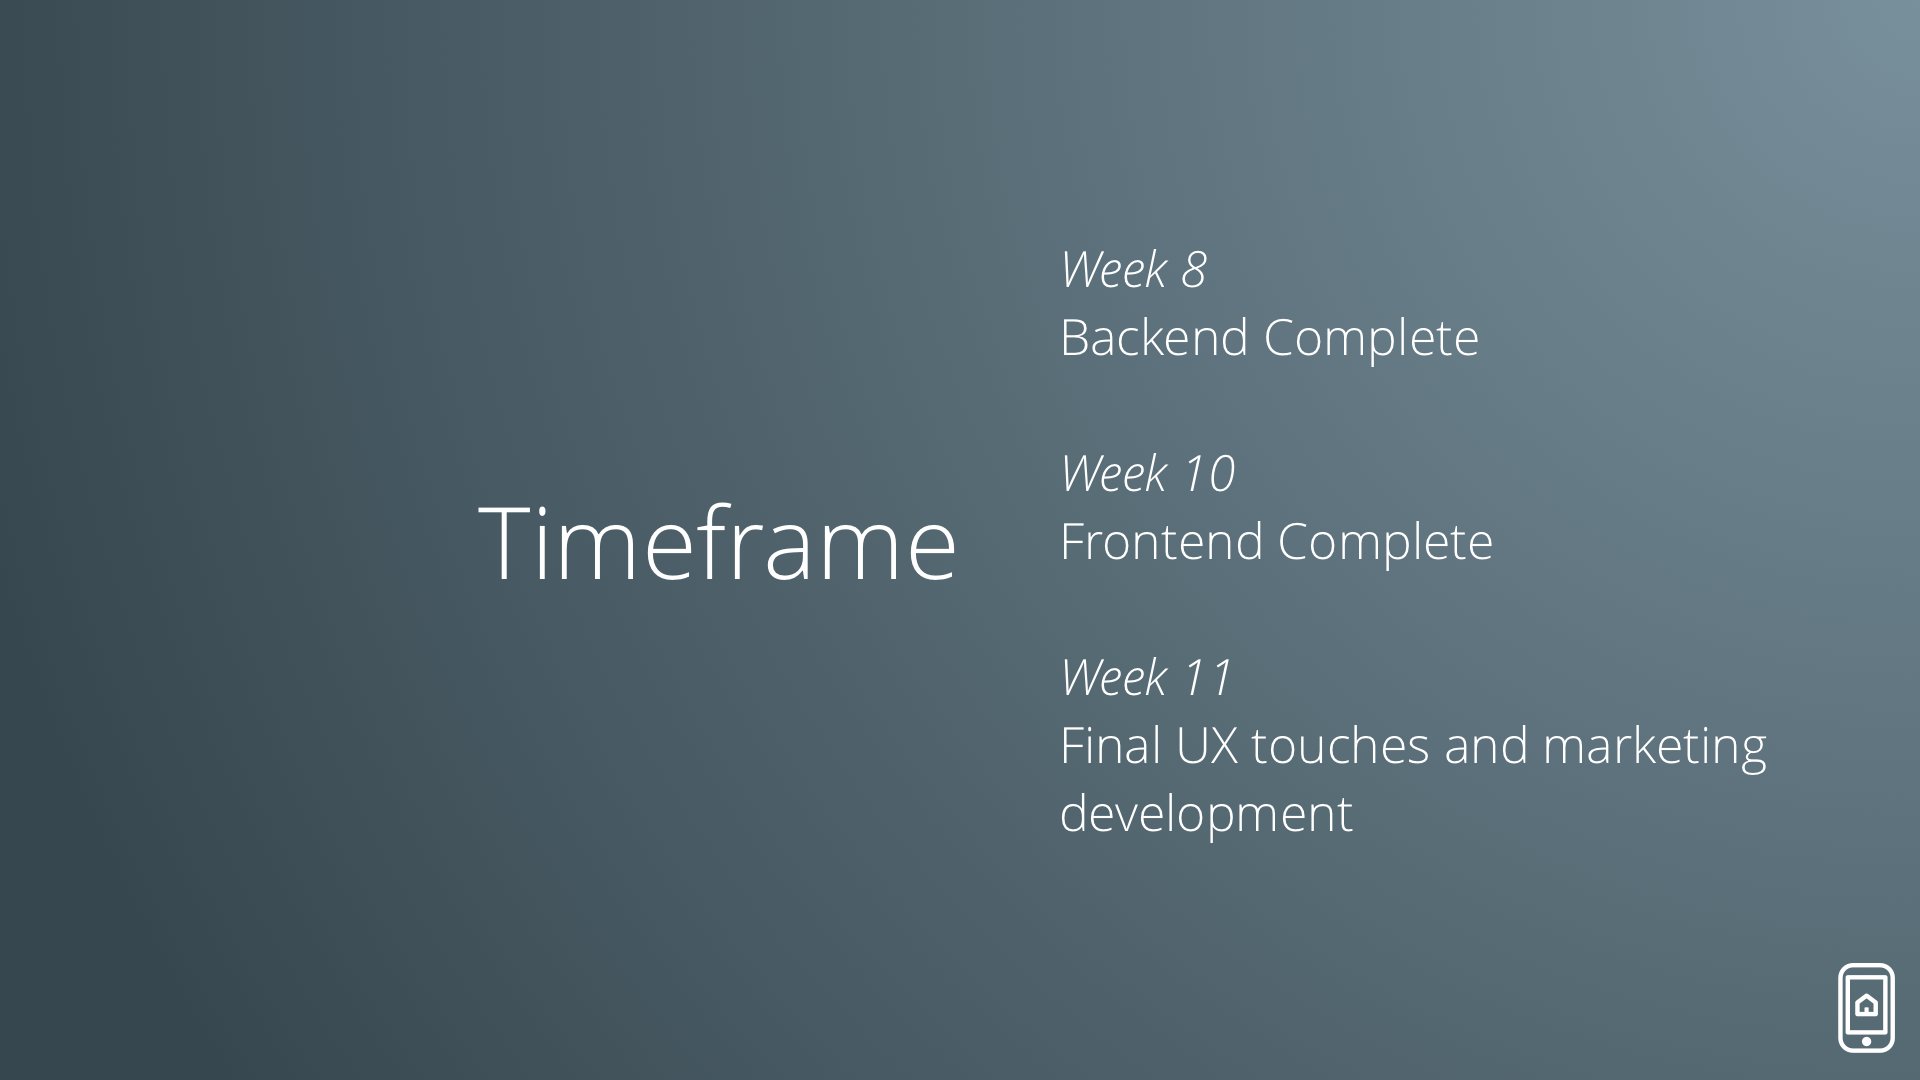 Timeframe
Week 8
Backend Complete
Week 10
Frontend Complete
Week 11
Final UX touches and marketing
development